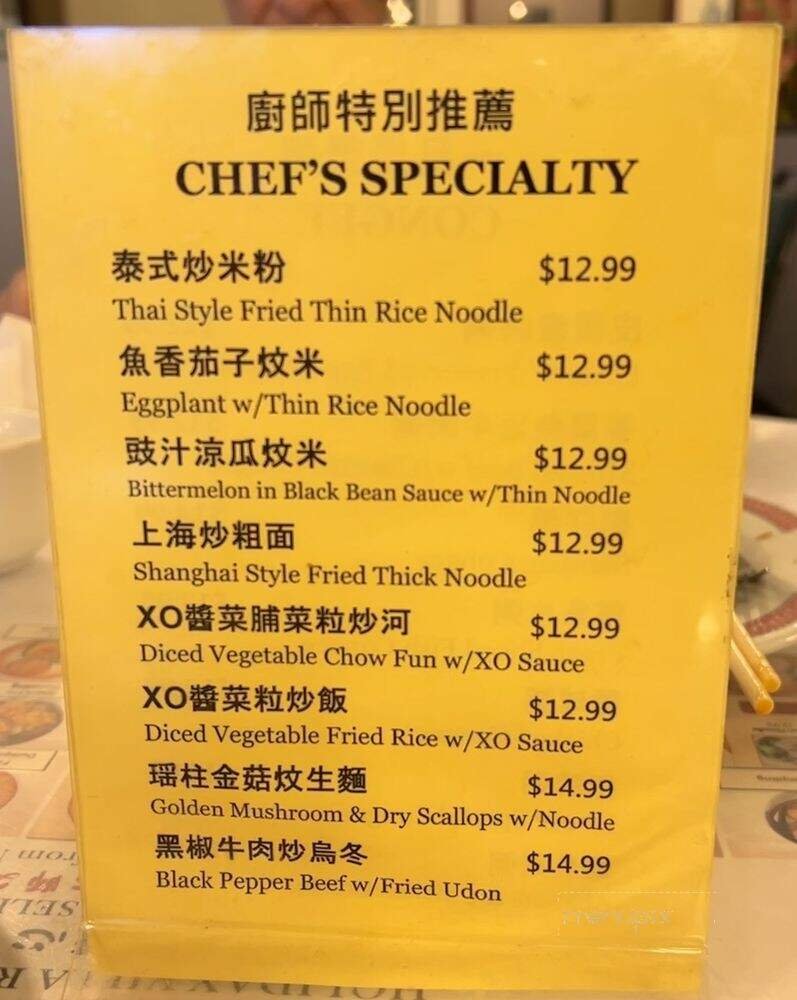 廚師特別推薦
CHEF'S SPECIALTY
泰式炒米粉 $12.99
Thai Style Fried Thin Rice Noodle
魚香茄子炆米 $12.99
Eggplant w/Thin Rice Noodle
豉汁涼瓜炆米 $12.99
Bittermelon in Black Bean Sauce w/Thin Noodle
上海炒粗面 $12.99
Shanghai Style Fried Thick Noodle
XO醬菜脯菜粒炒河 $12.99
Diced Vegetable Chow Fun w/XO Sauce
XO醬菜粒炒飯 $12.99
Diced Vegetable Fried Rice w/XO Sauce
瑶柱金菇炆生麵 $14.99
Golden Mushroom & Dry Scallops w/Noodle
黑椒牛肉炒烏冬 $14.99
Black Pepper Beef w/Fried Udon
menupix